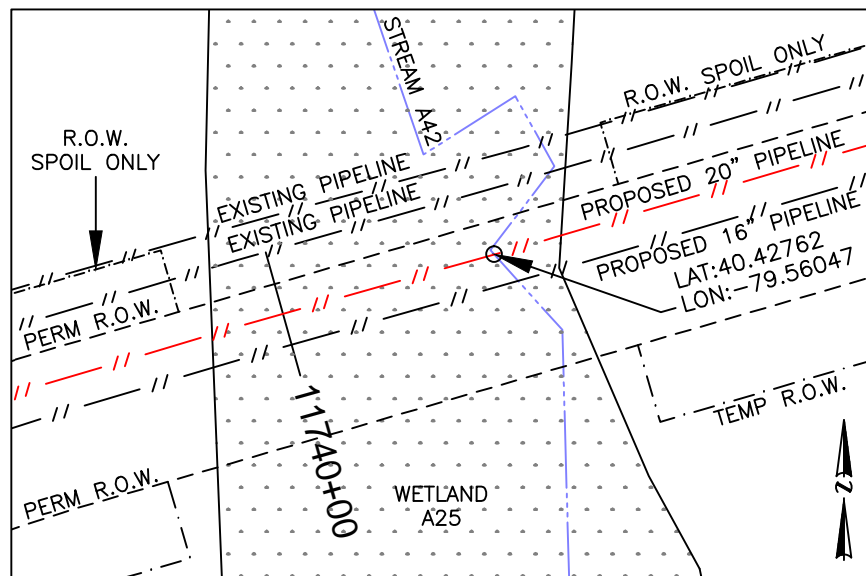 STREAM A42
R.O.W. SPOIL ONLY
R.O.W.
SPOIL ONLY
EXISTING PIPELINE
EXISTING PIPELINE
PROPOSED 20" PIPELINE
PROPOSED 16" PIPELINE
LAT:40.42762
LON:-79.56047
PERM R.O.W.
11740+00
TEMP R.O.W.
PERM R.O.W.
WETLAND
A25
N